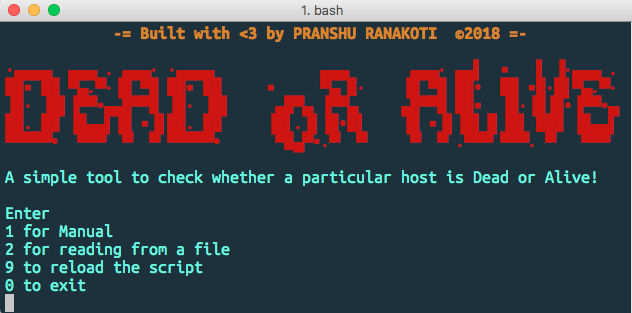 1. bash
-= Built with <3 by PRANSHU RANAKOTI  ©2018 =-
DEAD oR ALiVE
A simple tool to check whether a particular host is Dead or Alive!
Enter
1 for Manual
2 for reading from a file
9 to reload the script
0 to exit